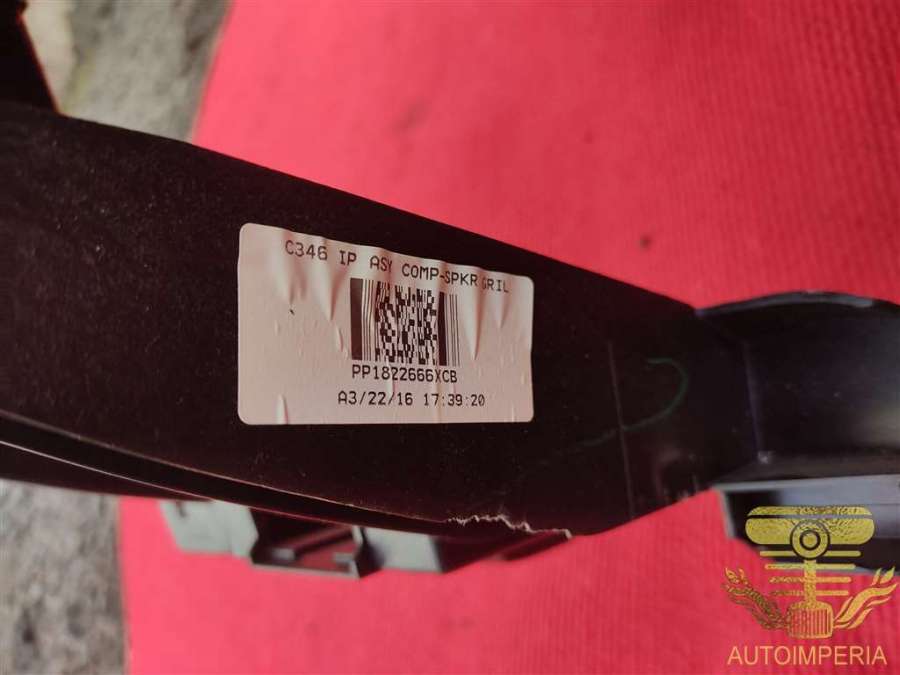 C346 IP ASY COMP-SPKR GRIL
PP1822666XCB
A3/22/16 17:39:20
AUTOIMPERIA